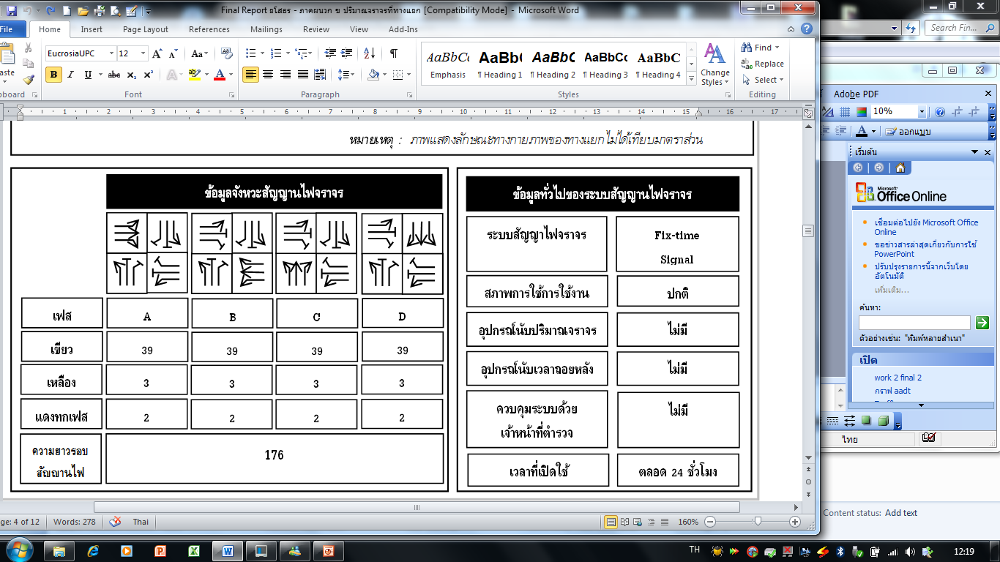 Final Report ยโสธร - ภาคผนวก ข ปริมาณจราจรที่ทางแยก [Compatibility Mode] - Microsoft Word
File Home Insert Page Layout References Mailings Review View Add-Ins
EucrosiaUPC 12
Font
Paragraph
AaBbCc AaBbC AaBbC AaBbCc AaBbC
Emphasis ¶ Heading 1 ¶ Heading 2 ¶ Heading 3 ¶ Heading 4
Change
Styles
Styles
Find
Replace
Select
Editing
1 2 3 4 5 6 7 8 9 10 11 12 13 14 15 16 17
หมายเหตุ : ภาพแสดงลักษณะทางกายภาพของทางแยกไม่ได้เทียบมาตราส่วน
ข้อมูลจังหวะสัญญานไฟจราจร
เฟส A B C D
เขียว 39 39 39 39
เหลือง 3 3 3 3
แดงทกเฟส 2 2 2 2
ความยาวรอบ
สัญญานไฟ
176
ข้อมูลทั่วไปของระบบสัญญานไฟจราจร
ระบบสัญญาไฟจราจร Fix-time
Signal
สภาพการใช้การใช้งาน ปกติ
อุปกรณ์นับปริมาณจราจร ไม่มี
อุปกรณ์นับเวลาถอยหลัง ไม่มี
ควบคุมระบบด้วย
เจ้าหน้าที่ตำรวจ
ไม่มี
เวลาที่เปิดใช้ ตลอด 24 ชั่วโมง
4 of 12 Words: 278 Thai 160%
Search Fin...
Adobe PDF
10%
ออกแบบ
เริ่มต้น
Microsoft
Office Online
เชื่อมต่อไปยัง Microsoft Office
Online
ขอข่าวสารล่าสุดเกี่ยวกับการใช้
PowerPoint
ปรับปรุงรายการนี้จากเว็บโดย
อัตโนมัติ
เพิ่มเติม...
ค้นหา:
ตัวอย่างเช่น: "พิมพ์หลายสำเนา"
เปิด
work 2 final 2
กราฟ aadt
ไทย
Content status: Add text
TH 12:19